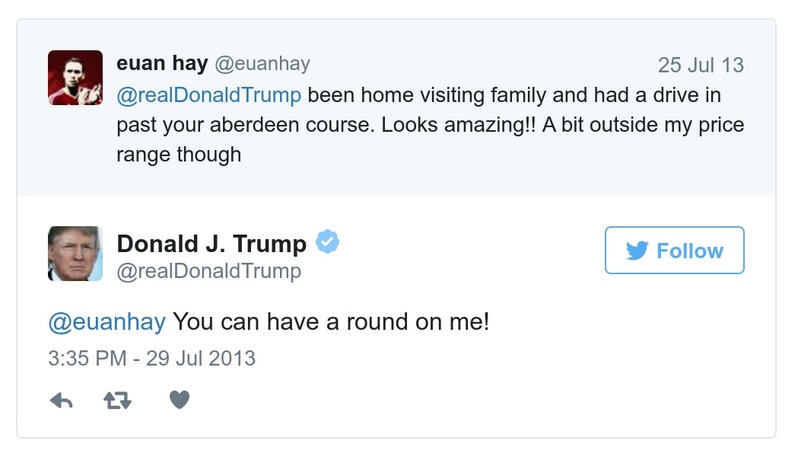 euan hay @euanhay 25 Jul 13
@realDonaldTrump been home visiting family and had a drive in
past your aberdeen course. Looks amazing!! A bit outside my price
range though
Donald J. Trump
@realDonaldTrump
Follow
@euanhay You can have a round on me!
3:35 PM - 29 Jul 2013